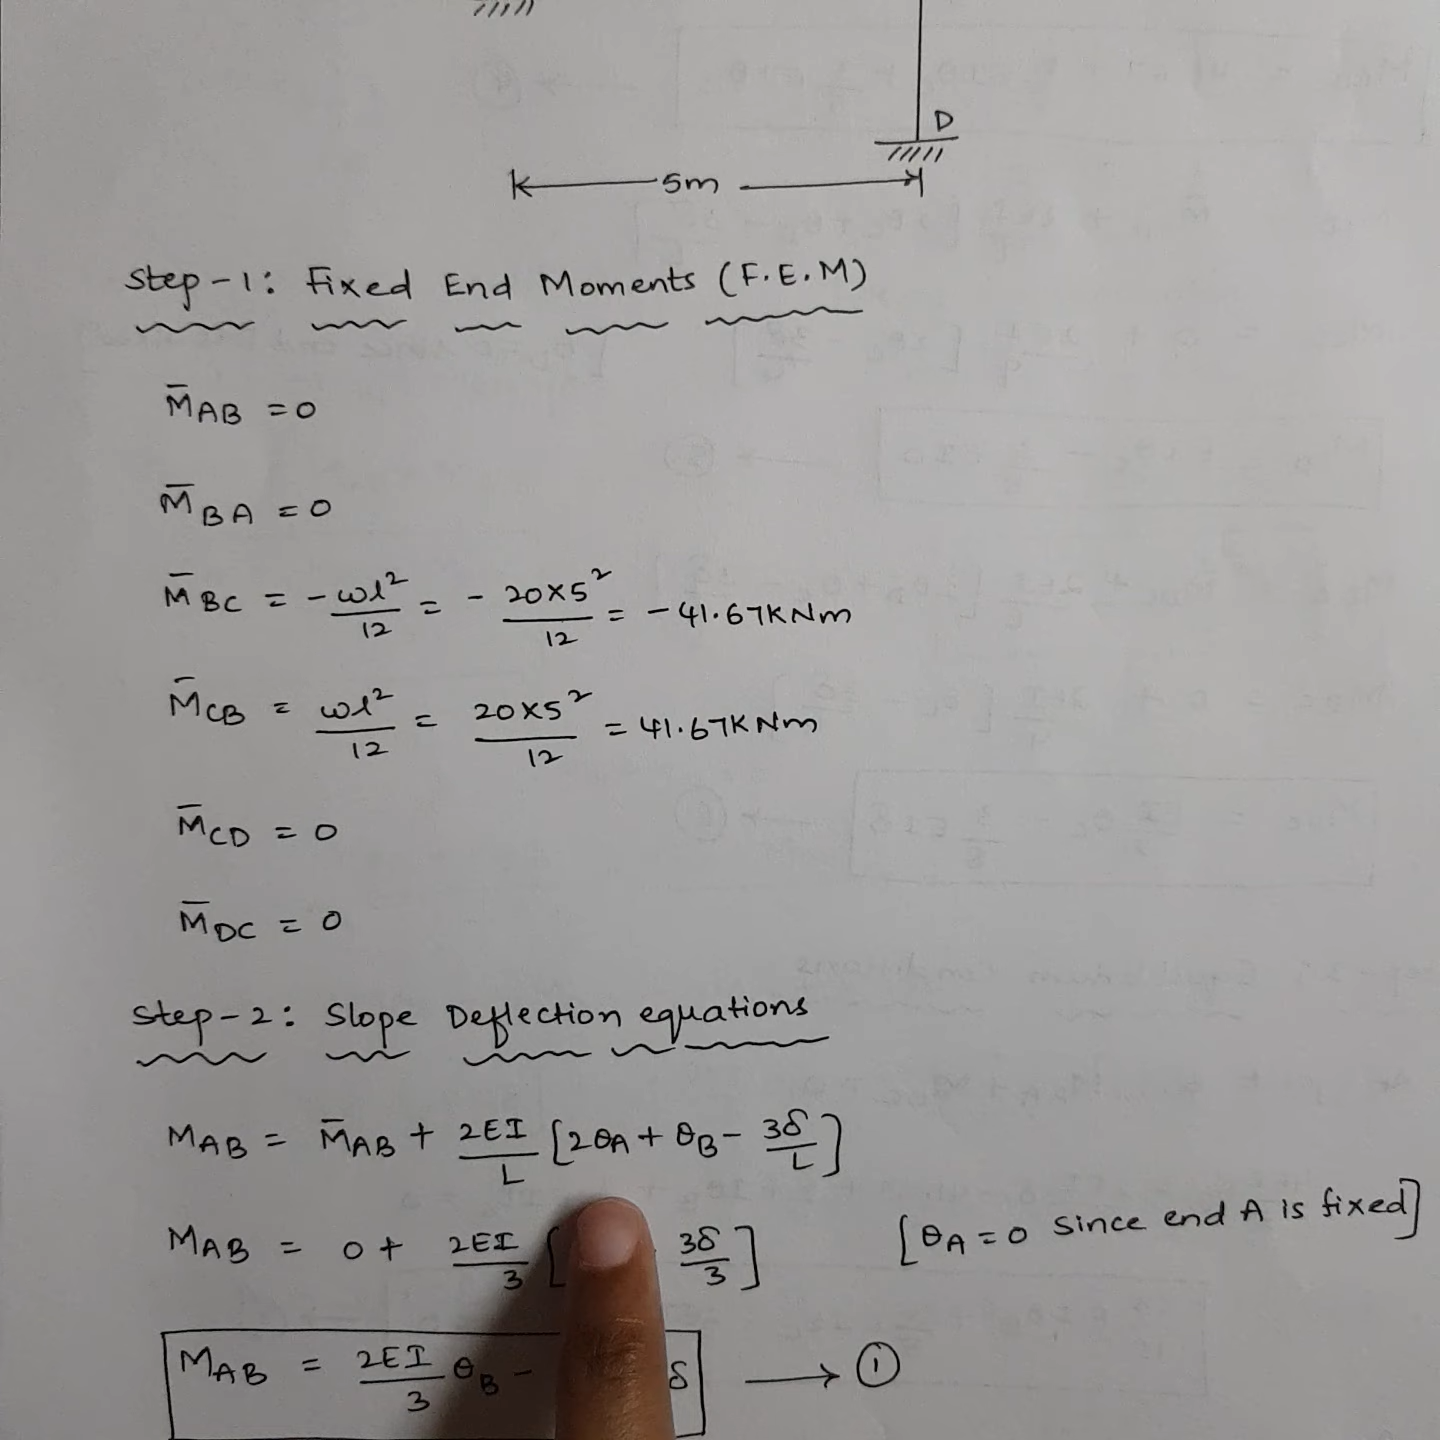 D
5m
Step-1: Fixed End Moments (F.E.M)
M̄AB = 0
M̄BA = 0
M̄BC = -wl²/12 = - 20×5²/12 = -41.67KNm
M̄CB = wl²/12 = 20×5²/12 = 41.67KNm
M̄CD = 0
M̄DC = 0
Step-2: Slope Deflection equations
MAB = M̄AB + 2EI/L [2θA + θB - 3δ/L]
MAB = 0 + 2EI/3 [ 3δ/3] [θA = 0 since end A is fixed]
MAB = 2EI/3 θB - δ → ①